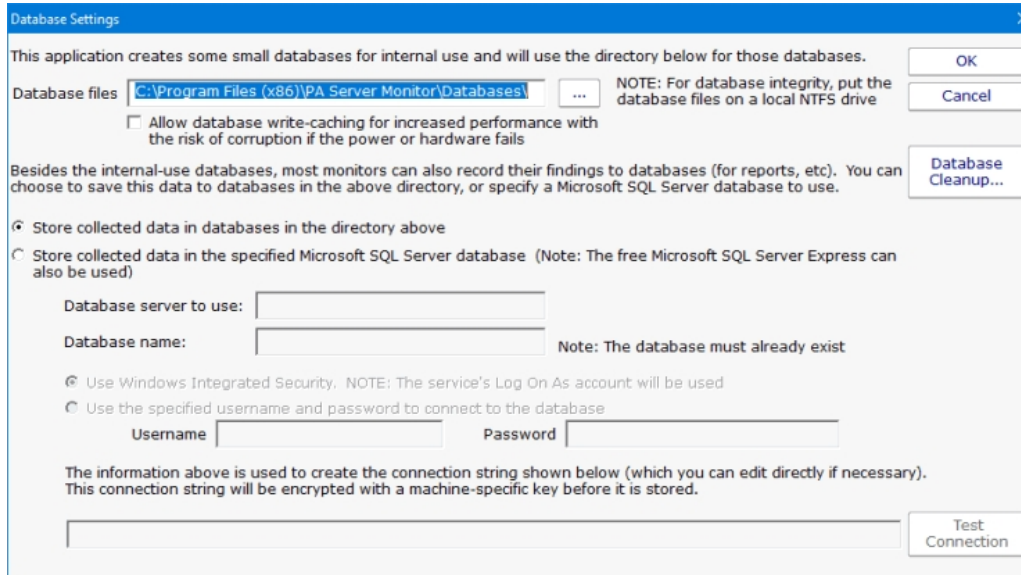 Database Settings
This application creates some small databases for internal use and will use the directory below for those databases.
OK
Database files
C:\Program Files (x86)\PA Server Monitor\Databases\
...
NOTE: For database integrity, put the
database files on a local NTFS drive
Cancel
Allow database write-caching for increased performance with
the risk of corruption if the power or hardware fails
Besides the internal-use databases, most monitors can also record their findings to databases (for reports, etc). You can
choose to save this data to databases in the above directory, or specify a Microsoft SQL Server database to use.
Database
Cleanup...
Store collected data in databases in the directory above
Store collected data in the specified Microsoft SQL Server database (Note: The free Microsoft SQL Server Express can
also be used)
Database server to use:
Database name:
Note: The database must already exist
Use Windows Integrated Security. NOTE: The service's Log On As account will be used
Use the specified username and password to connect to the database
Username
Password
The information above is used to create the connection string shown below (which you can edit directly if necessary).
This connection string will be encrypted with a machine-specific key before it is stored.
Test
Connection